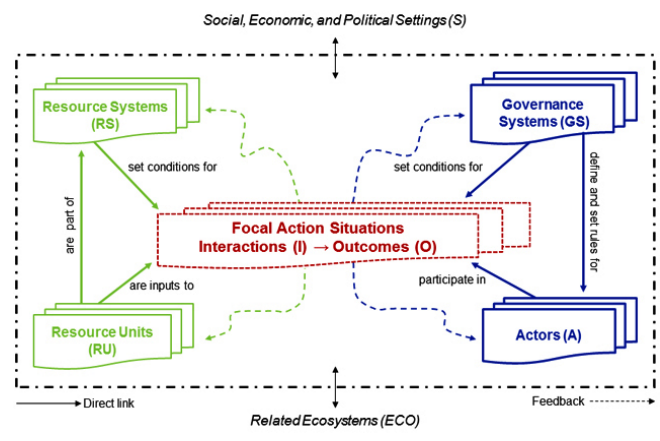 Social, Economic, and Political Settings (S)
Resource Systems
(RS)
Governance
Systems (GS)
set conditions for
set conditions for
are part of
define and set rules for
Focal Action Situations
Interactions (I) → Outcomes (O)
are inputs to
participate in
Resource Units
(RU)
Actors (A)
Direct link
Feedback
Related Ecosystems (ECO)